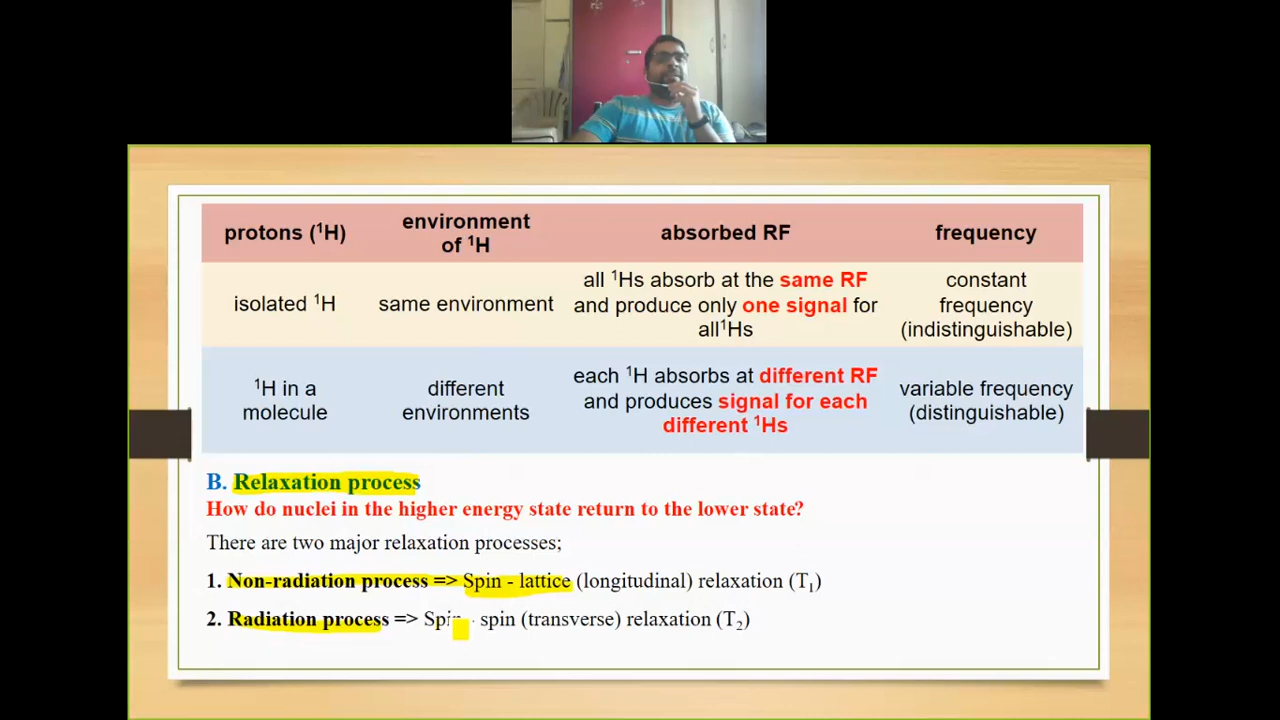 protons (¹H)
environment of ¹H
absorbed RF
frequency
isolated ¹H
same environment
all ¹Hs absorb at the same RF
and produce only one signal for
all¹Hs
constant
frequency
(indistinguishable)
¹H in a
molecule
different
environments
each ¹H absorbs at different RF
and produces signal for each
different ¹Hs
variable frequency
(distinguishable)
B. Relaxation process
How do nuclei in the higher energy state return to the lower state?
There are two major relaxation processes;
1. Non-radiation process => Spin - lattice (longitudinal) relaxation (T₁)
2. Radiation process => Spin - spin (transverse) relaxation (T₂)